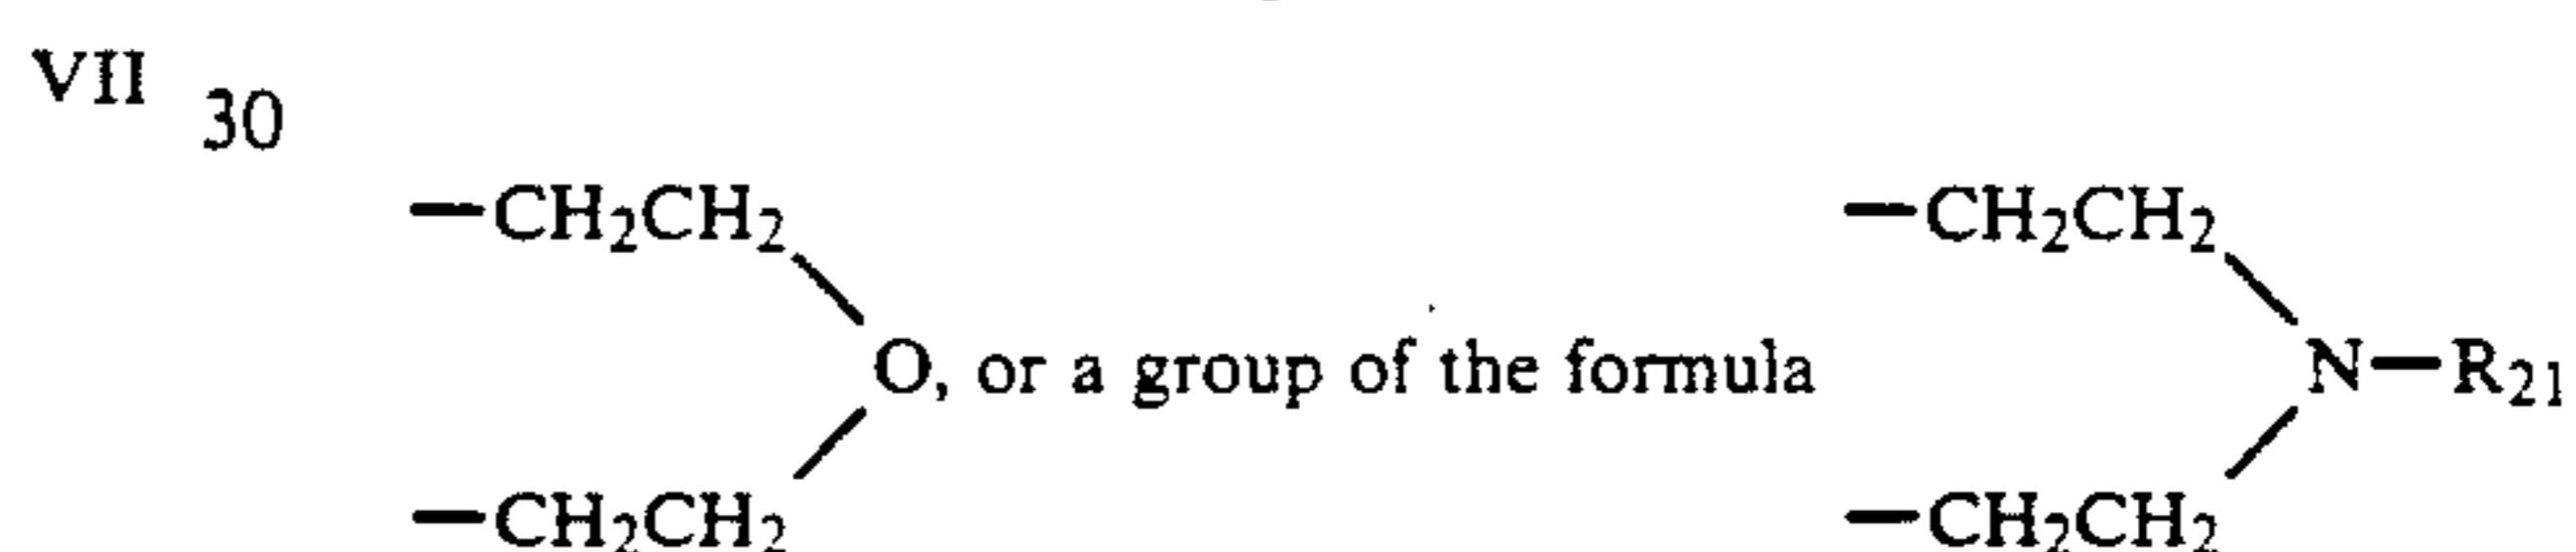 VII 30
—CH₂CH₂ —CH₂CH₂
O, or a group of the formula N—R₂₁
—CH₂CH₂ —CH₂CH₂